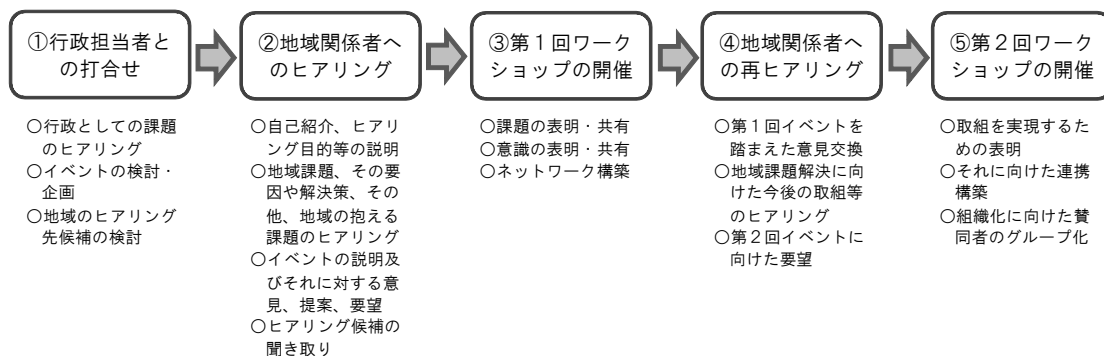 ①行政担当者と
の打合せ
○行政としての課題
のヒアリング
○イベントの検討・
企画
○地域のヒアリング
先候補の検討
②地域関係者へ
のヒアリング
○自己紹介、ヒアリ
ング目的等の説明
○地域課題、その要
因や解決策、その
他、地域の抱える
課題のヒアリング
○イベントの説明及
びそれに対する意
見、提案、要望
○ヒアリング候補の
聞き取り
③第1回ワーク
ショップの開催
○課題の表明・共有
○意識の表明・共有
○ネットワーク構築
④地域関係者へ
の再ヒアリング
○第1回イベントを
踏まえた意見交換
○地域課題解決に向
けた今後の取組等
のヒアリング
○第2回イベントに
向けた要望
⑤第2回ワーク
ショップの開催
○取組を実現するた
めの表明
○それに向けた連携
構築
○組織化に向けた賛
同者のグループ化